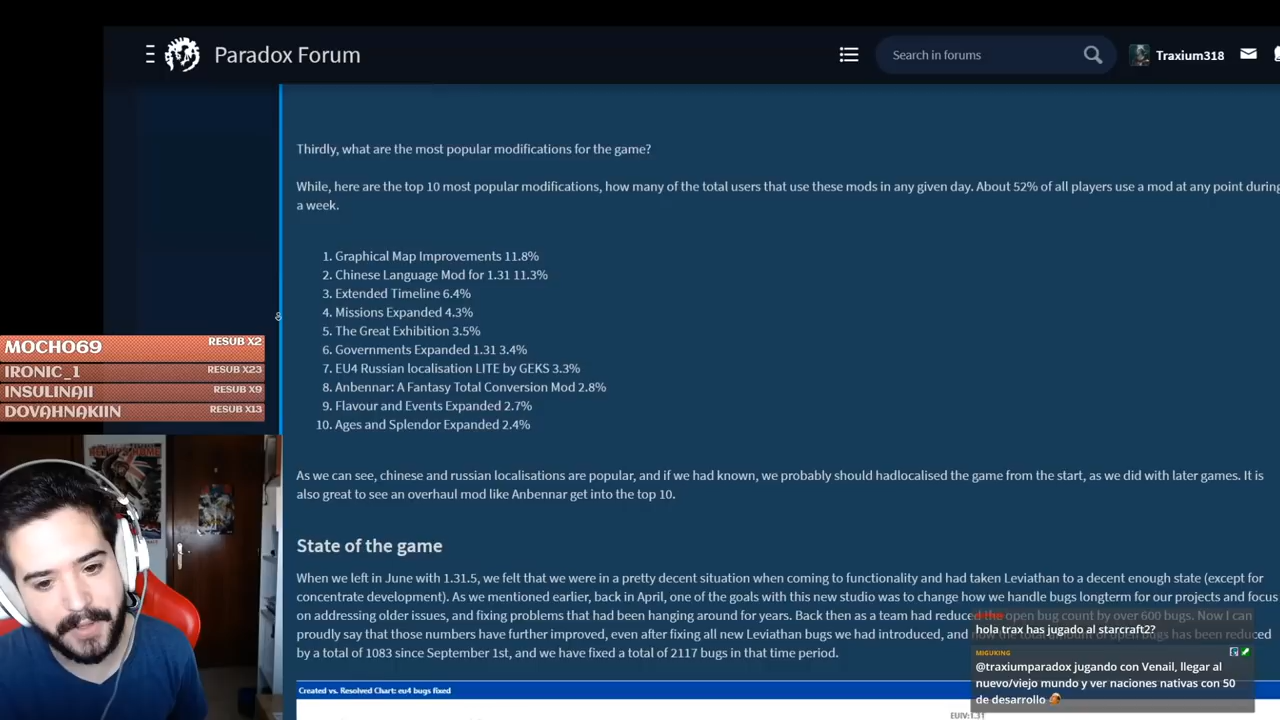 Paradox Forum
Search in forums
Traxium318
Thirdly, what are the most popular modifications for the game?
While, here are the top 10 most popular modifications, how many of the total users that use these mods in any given day. About 52% of all players use a mod at any point during
a week.
1. Graphical Map Improvements 11.8%
2. Chinese Language Mod for 1.31 11.3%
3. Extended Timeline 6.4%
4. Missions Expanded 4.3%
5. The Great Exhibition 3.5%
6. Governments Expanded 1.31 3.4%
7. EU4 Russian localisation LITE by GEKS 3.3%
8. Anbennar: A Fantasy Total Conversion Mod 2.8%
9. Flavour and Events Expanded 2.7%
10. Ages and Splendor Expanded 2.4%
MOCHO69 RESUB X2
IRONIC_1 RESUB X23
INSULINAII RESUB X9
DOVAHNAKIIN RESUB X13
As we can see, chinese and russian localisations are popular, and if we had known, we probably should hadlocalised the game from the start, as we did with later games. It is
also great to see an overhaul mod like Anbennar get into the top 10.
State of the game
When we left in June with 1.31.5, we felt that we were in a pretty decent situation when coming to functionality and had taken Leviathan to a decent enough state (except for
concentrate development). As we mentioned earlier, back in April, one of the goals with this new studio was to change how we handle bugs longterm for our projects and focus
on addressing older issues, and fixing problems that had been hanging around for years. Back then as a team had reduced the open bug count by over 600 bugs. Now I can
proudly say that those numbers have further improved, even after fixing all new Leviathan bugs we had introduced, and now the total amount of open bugs has been reduced
by a total of 1083 since September 1st, and we have fixed a total of 2117 bugs in that time period.
hola trax has jugado al starcraft2??
MIGUKING
@traxiumparadox jugando con Venail, llegar al
nuevo/viejo mundo y ver naciones nativas con 50
de desarrollo
Created vs. Resolved Chart: eu4 bugs fixed
EUIV:1.31